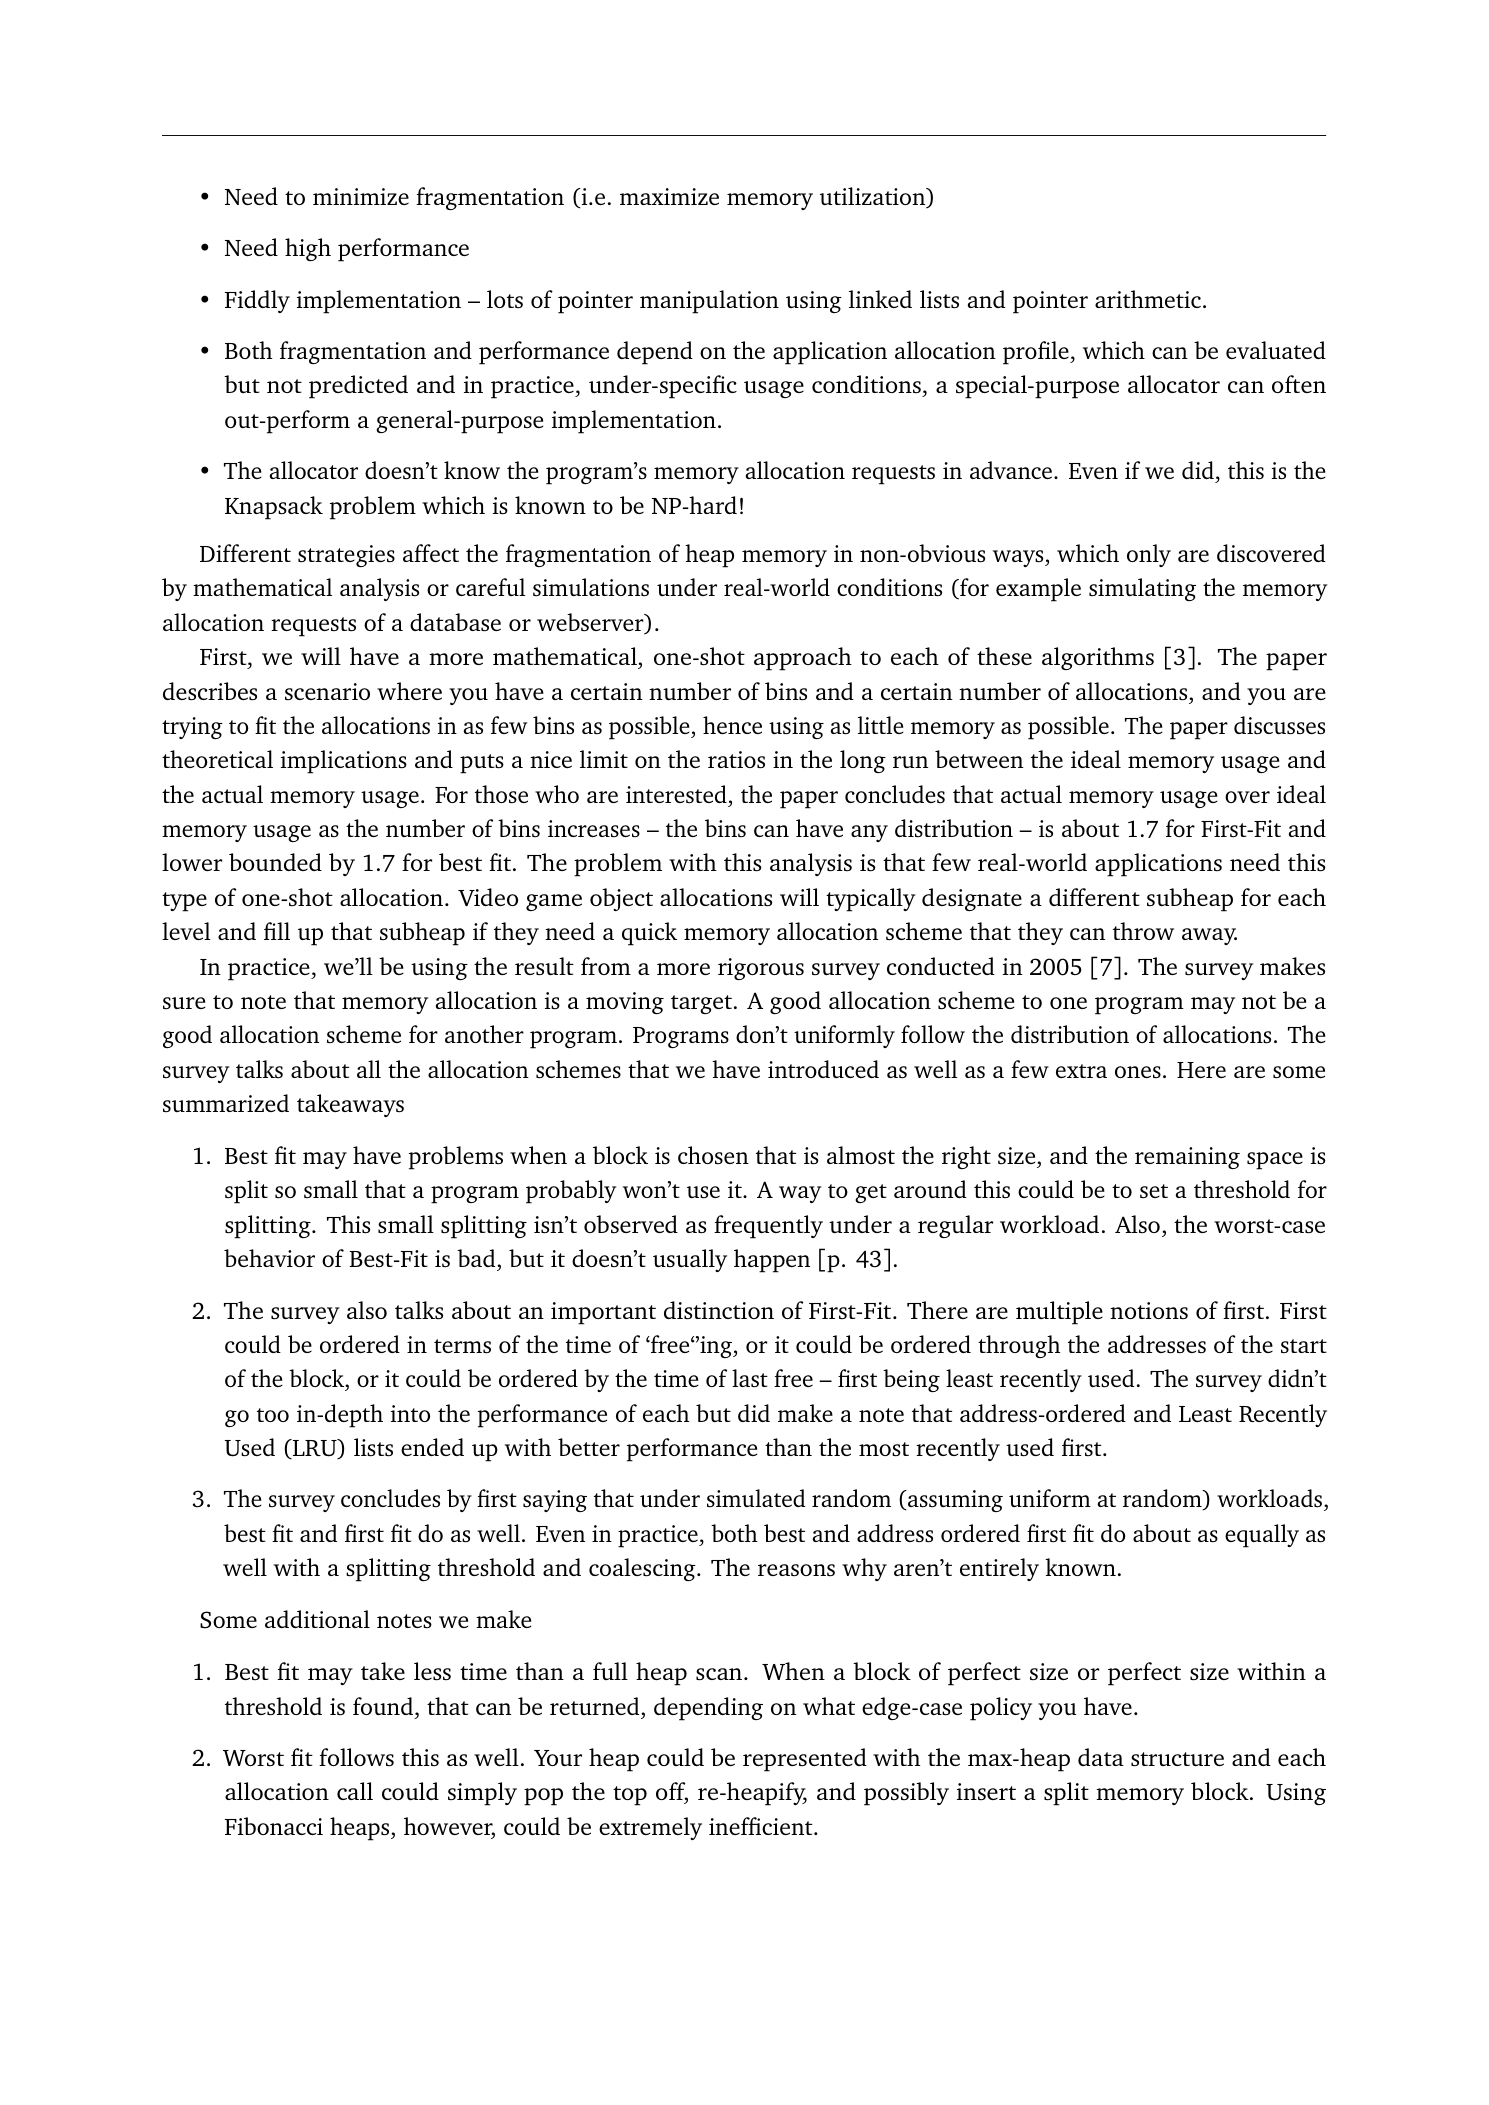 • Need to minimize fragmentation (i.e. maximize memory utilization)
• Need high performance
• Fiddly implementation – lots of pointer manipulation using linked lists and pointer arithmetic.
• Both fragmentation and performance depend on the application allocation profile, which can be evaluated
but not predicted and in practice, under-specific usage conditions, a special-purpose allocator can often
out-perform a general-purpose implementation.
• The allocator doesn’t know the program’s memory allocation requests in advance. Even if we did, this is the
Knapsack problem which is known to be NP-hard!
Different strategies affect the fragmentation of heap memory in non-obvious ways, which only are discovered
by mathematical analysis or careful simulations under real-world conditions (for example simulating the memory
allocation requests of a database or webserver).
First, we will have a more mathematical, one-shot approach to each of these algorithms [3]. The paper
describes a scenario where you have a certain number of bins and a certain number of allocations, and you are
trying to fit the allocations in as few bins as possible, hence using as little memory as possible. The paper discusses
theoretical implications and puts a nice limit on the ratios in the long run between the ideal memory usage and
the actual memory usage. For those who are interested, the paper concludes that actual memory usage over ideal
memory usage as the number of bins increases – the bins can have any distribution – is about 1.7 for First-Fit and
lower bounded by 1.7 for best fit. The problem with this analysis is that few real-world applications need this
type of one-shot allocation. Video game object allocations will typically designate a different subheap for each
level and fill up that subheap if they need a quick memory allocation scheme that they can throw away.
In practice, we’ll be using the result from a more rigorous survey conducted in 2005 [7]. The survey makes
sure to note that memory allocation is a moving target. A good allocation scheme to one program may not be a
good allocation scheme for another program. Programs don’t uniformly follow the distribution of allocations. The
survey talks about all the allocation schemes that we have introduced as well as a few extra ones. Here are some
summarized takeaways
1. Best fit may have problems when a block is chosen that is almost the right size, and the remaining space is
split so small that a program probably won’t use it. A way to get around this could be to set a threshold for
splitting. This small splitting isn’t observed as frequently under a regular workload. Also, the worst-case
behavior of Best-Fit is bad, but it doesn’t usually happen [p. 43].
2. The survey also talks about an important distinction of First-Fit. There are multiple notions of first. First
could be ordered in terms of the time of ‘free‘’ing, or it could be ordered through the addresses of the start
of the block, or it could be ordered by the time of last free – first being least recently used. The survey didn’t
go too in-depth into the performance of each but did make a note that address-ordered and Least Recently
Used (LRU) lists ended up with better performance than the most recently used first.
3. The survey concludes by first saying that under simulated random (assuming uniform at random) workloads,
best fit and first fit do as well. Even in practice, both best and address ordered first fit do about as equally as
well with a splitting threshold and coalescing. The reasons why aren’t entirely known.
Some additional notes we make
1. Best fit may take less time than a full heap scan. When a block of perfect size or perfect size within a
threshold is found, that can be returned, depending on what edge-case policy you have.
2. Worst fit follows this as well. Your heap could be represented with the max-heap data structure and each
allocation call could simply pop the top off, re-heapify, and possibly insert a split memory block. Using
Fibonacci heaps, however, could be extremely inefficient.